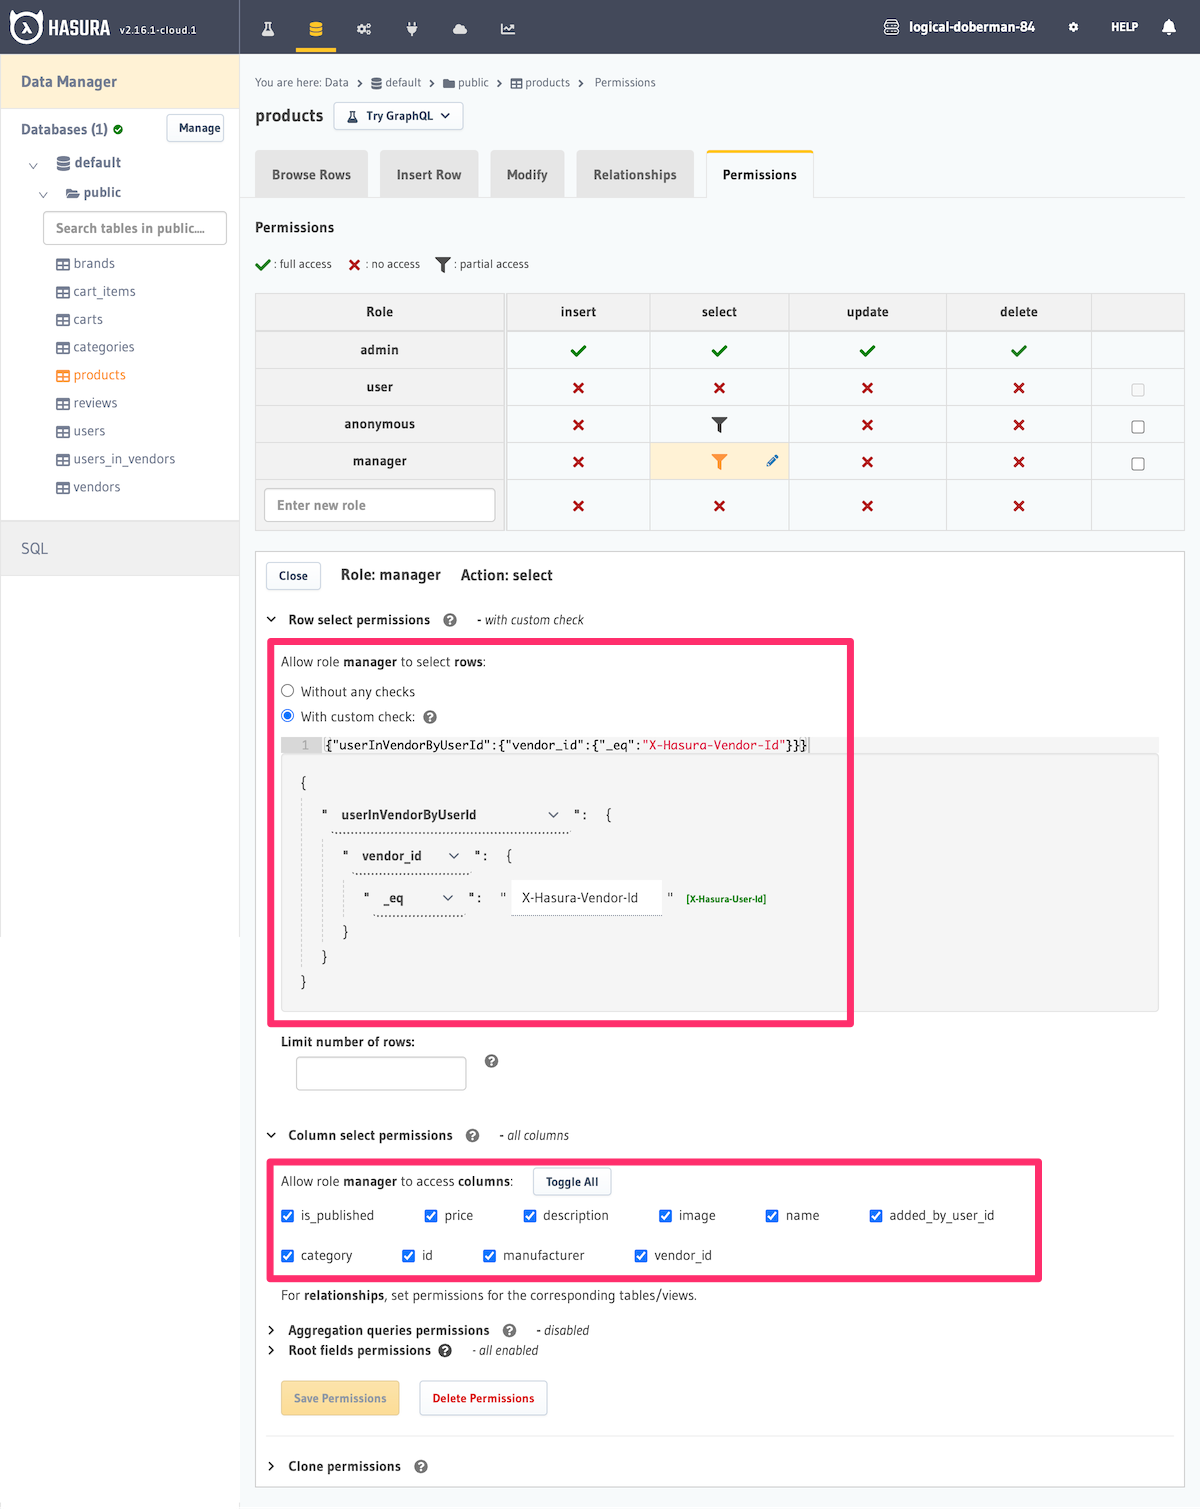 HASURA v2.16.1-cloud.1
logical-doberman-84 HELP
Data Manager
Databases (1) Manage
default
public
Search tables in public....
brands
cart_items
carts
categories
products
reviews
users
users_in_vendors
vendors
SQL
You are here: Data > default > public > products > Permissions
products Try GraphQL
Browse Rows Insert Row Modify Relationships Permissions
Permissions
: full access : no access : partial access
Role insert select update delete
admin
user
anonymous
manager
Enter new role
Close Role: manager Action: select
Row select permissions ? - with custom check
Allow role manager to select rows:
Without any checks
With custom check: ?
1 {"userInVendorByUserId":{"vendor_id":{"_eq":"X-Hasura-Vendor-Id"}}}
{
" userInVendorByUserId ": {
" vendor_id ": {
" _eq ": " X-Hasura-Vendor-Id " [X-Hasura-User-Id]
}
}
}
Limit number of rows:
?
Column select permissions ? - all columns
Allow role manager to access columns: Toggle All
is_published price description image name added_by_user_id
category id manufacturer vendor_id
For relationships, set permissions for the corresponding tables/views.
Aggregation queries permissions ? - disabled
Root fields permissions ? - all enabled
Save Permissions Delete Permissions
Clone permissions ?